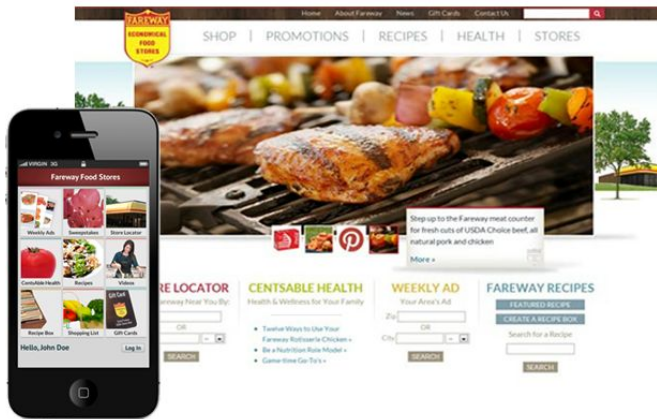 Home About Fareway News Gift Cards Contact Us
FAREWAY
ECONOMICAL
FOOD
STORES
SHOP | PROMOTIONS | RECIPES | HEALTH | STORES
Step up to the Fareway meat counter
for fresh cuts of USDA Choice beef, all
natural pork and chicken
More »
RE LOCATOR
areway Near You By:
OR
SEARCH
CENTSABLE HEALTH
Health & Wellness for Your Family
Twelve Ways to Use Your
Fareway Rotisserie Chicken »
Be a Nutrition Role Model »
Game-time Go-To's »
WEEKLY AD
Your Area's Ad
Zip
OR
City
SEARCH
FAREWAY RECIPES
FEATURED RECIPE
CREATE A RECIPE BOX
Search for a Recipe
SEARCH
VIRGIN 3G
Fareway Food Stores
Weekly Ads Sweepstakes Store Locator
CentsAble Health Recipes Videos
Gift Card
Recipe Box Shopping List Gift Cards
Hello, John Doe Log In